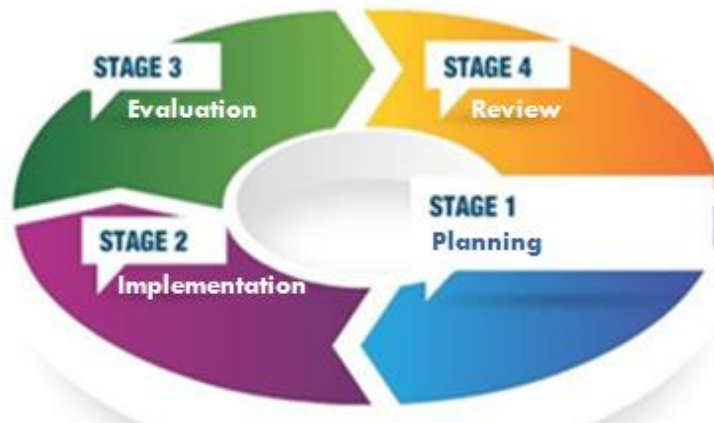 STAGE 3
Evaluation
STAGE 4
Review
STAGE 1
Planning
STAGE 2
Implementation